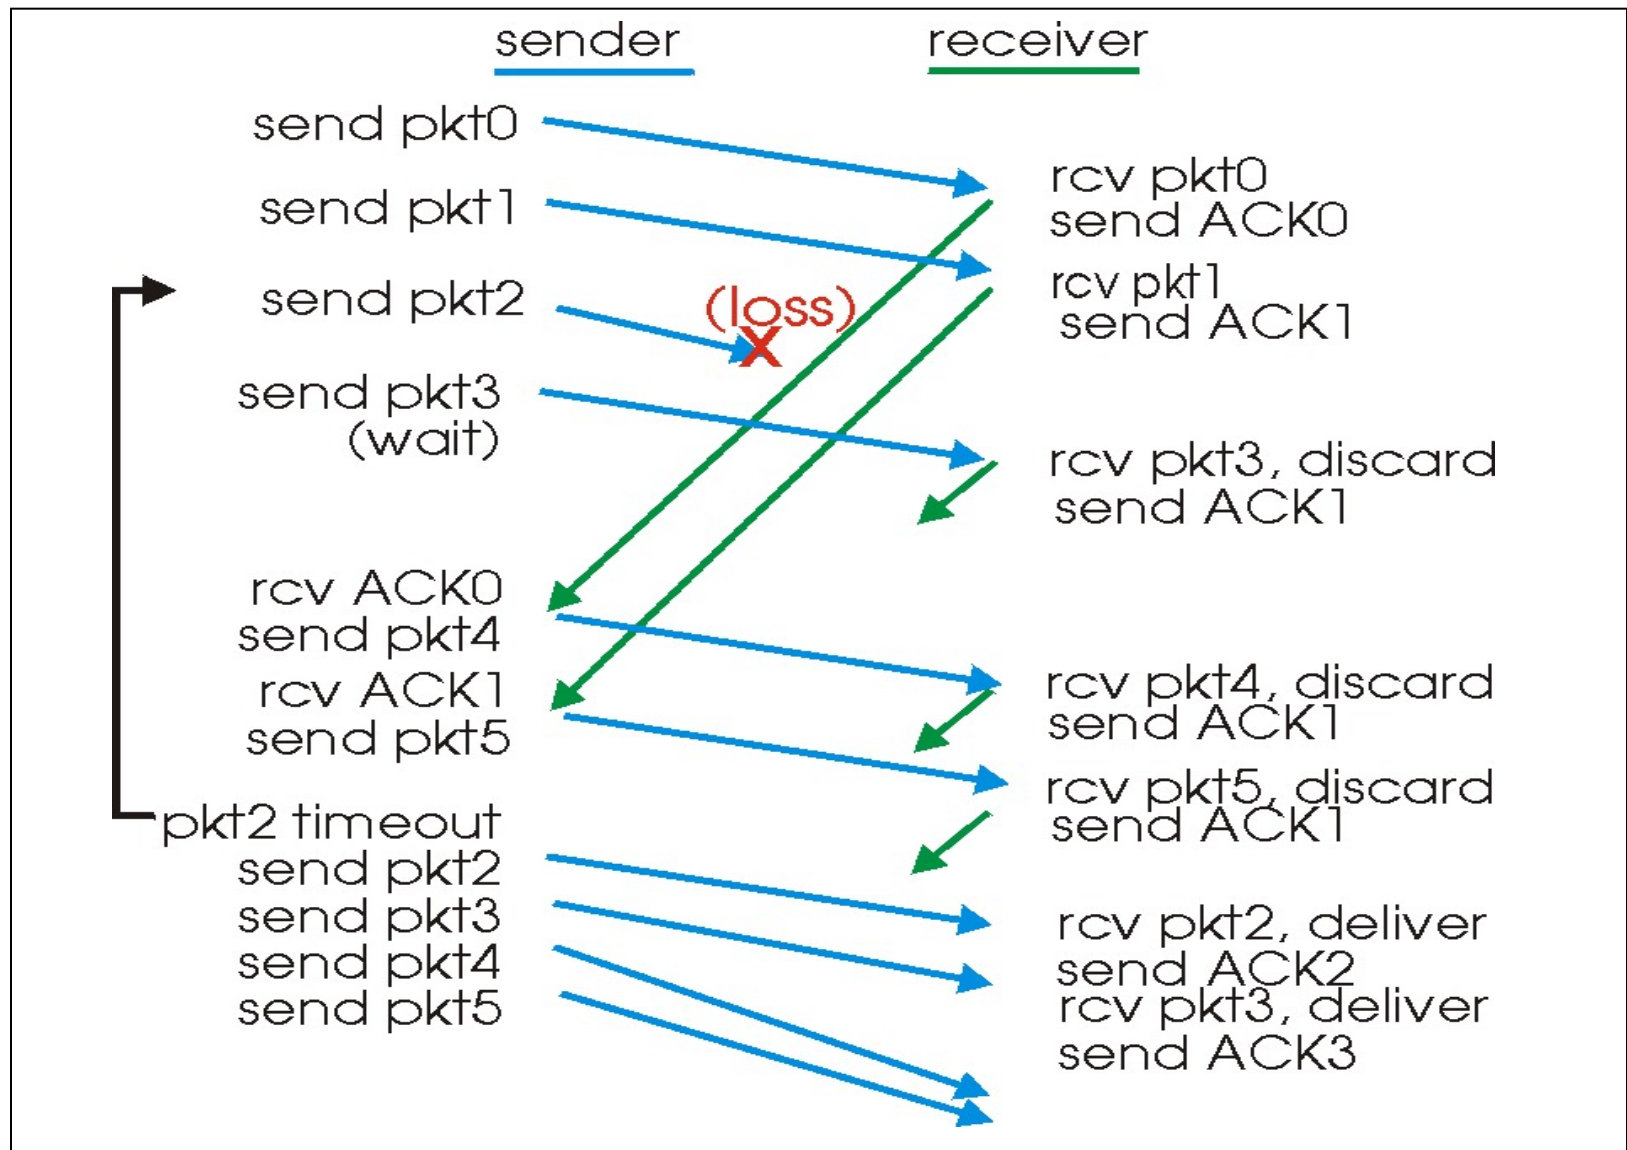 sender
receiver
send pkt0
send pkt1
send pkt2
(loss)
X
send pkt3
(wait)
rcv ACK0
send pkt4
rcv ACK1
send pkt5
pkt2 timeout
send pkt2
send pkt3
send pkt4
send pkt5
rcv pkt0
send ACK0
rcv pkt1
send ACK1
rcv pkt3, discard
send ACK1
rcv pkt4, discard
send ACK1
rcv pkt5, discard
send ACK1
rcv pkt2, deliver
send ACK2
rcv pkt3, deliver
send ACK3